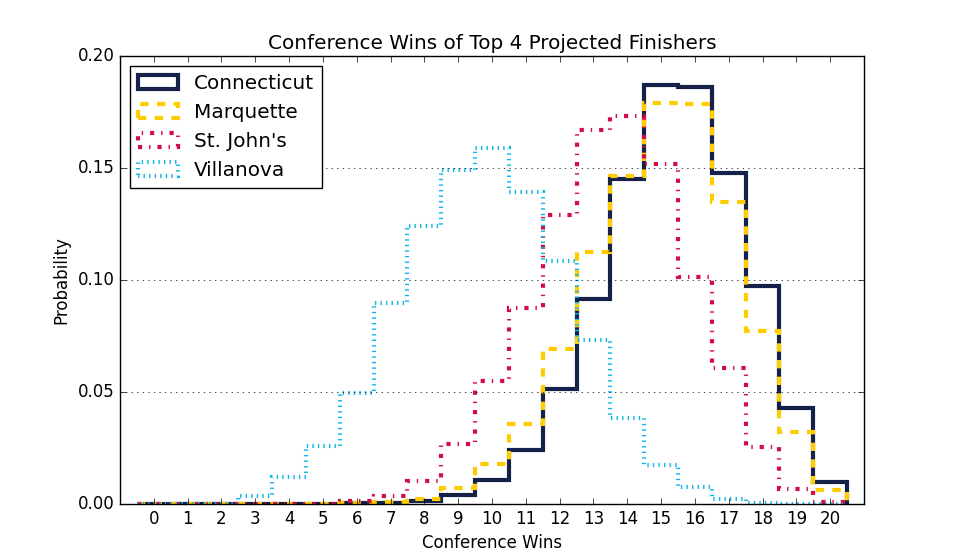 Conference Wins of Top 4 Projected Finishers
Connecticut
Marquette
St. John's
Villanova
0.20
0.15
0.10
0.05
0.00
Probability
0 1 2 3 4 5 6 7 8 9 10 11 12 13 14 15 16 17 18 19 20
Conference Wins